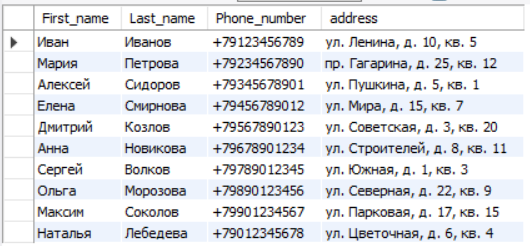 First_name Last_name Phone_number address
Иван Иванов +79123456789 ул. Ленина, д. 10, кв. 5
Мария Петрова +79234567890 пр. Гагарина, д. 25, кв. 12
Алексей Сидоров +79345678901 ул. Пушкина, д. 5, кв. 1
Елена Смирнова +79456789012 ул. Мира, д. 15, кв. 7
Дмитрий Козлов +79567890123 ул. Советская, д. 3, кв. 20
Анна Новикова +79678901234 ул. Строителей, д. 8, кв. 11
Сергей Волков +79789012345 ул. Южная, д. 1, кв. 3
Ольга Морозова +79890123456 ул. Северная, д. 22, кв. 9
Максим Соколов +79901234567 ул. Парковая, д. 17, кв. 15
Наталья Лебедева +79012345678 ул. Цветочная, д. 6, кв. 4